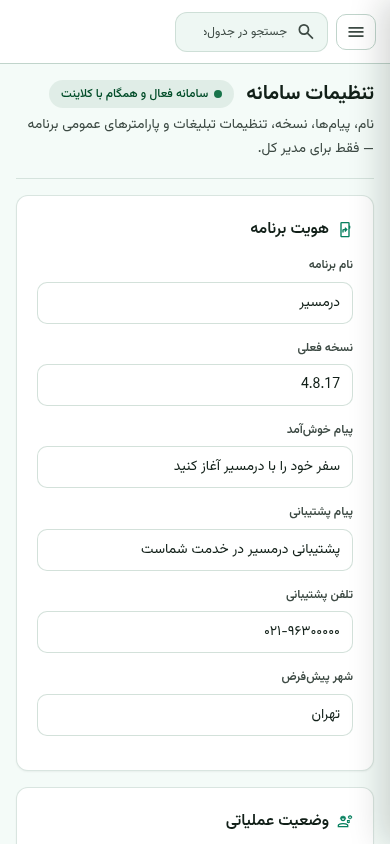 جستجو در جدول‌
تنظیمات سامانه
سامانه فعال و همگام با کلاینت
نام، پیام‌ها، نسخه، تنظیمات تبلیغات و پارامترهای عمومی برنامه
— فقط برای مدیر کل.
هویت برنامه
نام برنامه
درمسیر
نسخه فعلی
4.8.17
پیام خوش‌آمد
سفر خود را با درمسیر آغاز کنید
پیام پشتیبانی
پشتیبانی درمسیر در خدمت شماست
تلفن پشتیبانی
۰۲۱-۹۶۳۰۰۰۰۰
شهر پیش‌فرض
تهران
وضعیت عملیاتی